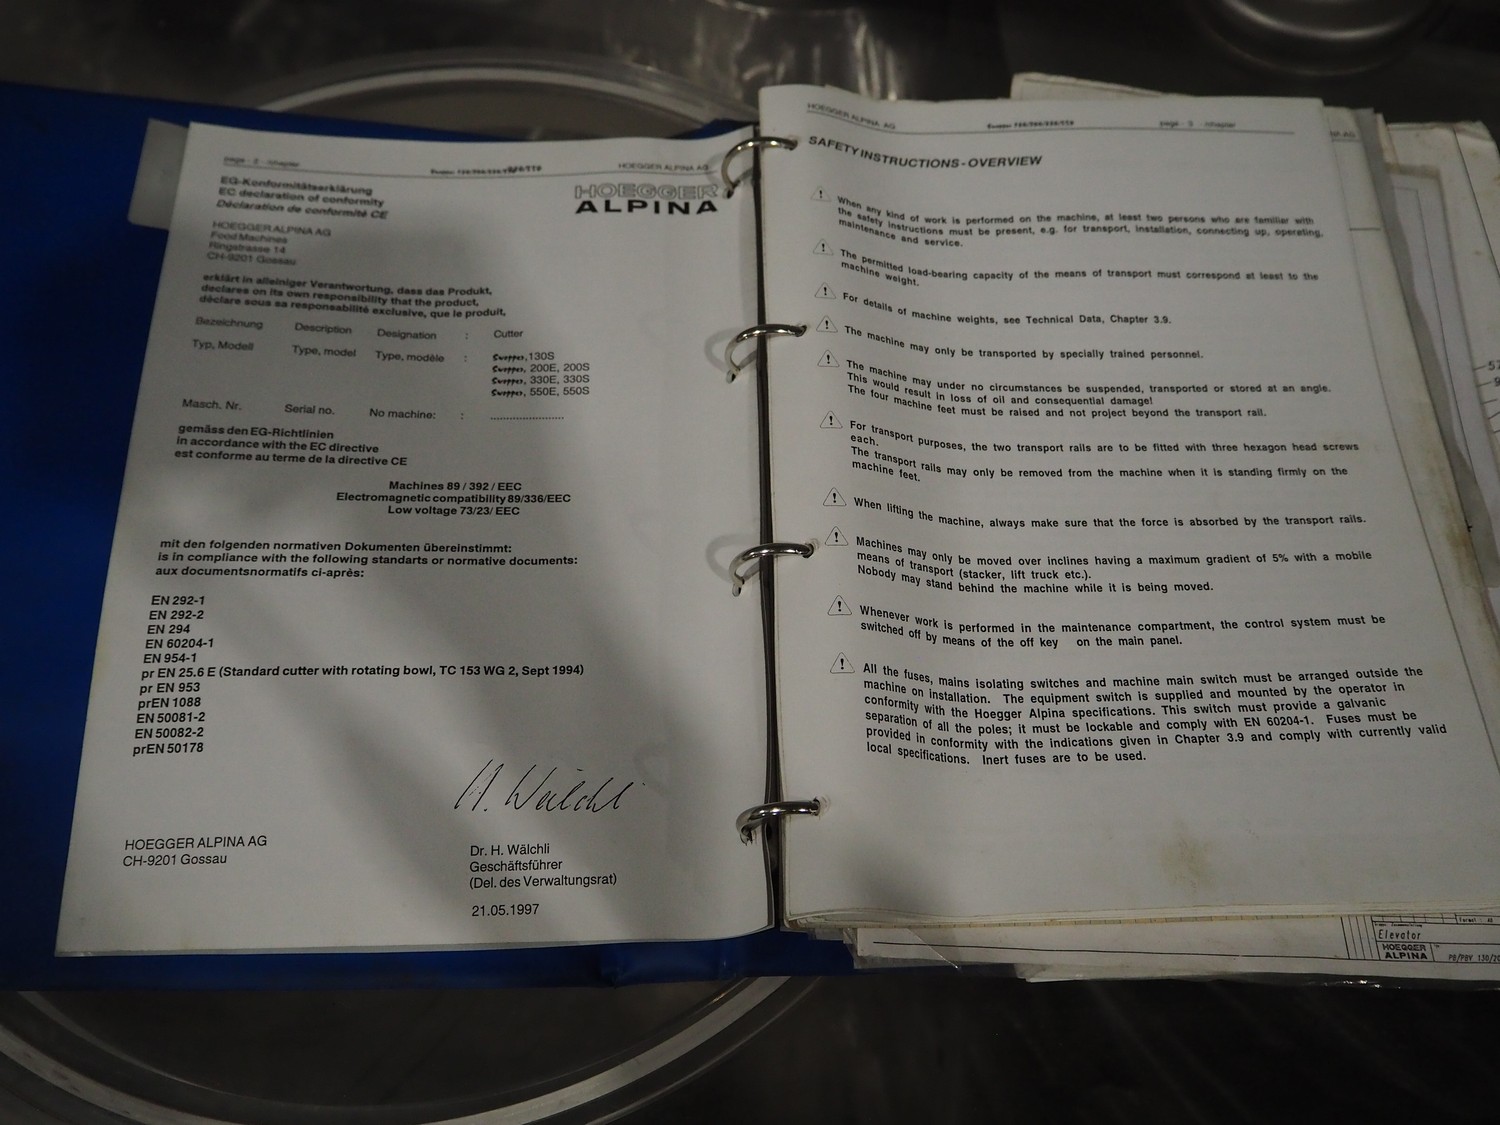 page - 2 - nhapter
HOEGGER ALPINA AG
EG-Konformitätserklärung
EC declaration of conformity
Déclaration de conformité CE
HOEGGER
ALPINA
HOEGGER ALPINA AG
Food Machines
Ringstrasse 14
CH-9201 Gossau
erklärt in alleiniger Verantwortung, dass das Produkt,
declares on its own responsibility that the product,
déclare sous sa responsabilité exclusive, que le produit,
Bezeichnung Description Designation : Cutter
Typ, Modell Type, model Type, modèle : 130S
200E, 200S
330E, 330S
550E, 550S
Masch. Nr. Serial no. No machine: : ......................
gemäss den EG-Richtlinien
in accordance with the EC directive
est conforme au terme de la directive CE
Machines 89 / 392 / EEC
Electromagnetic compatibility 89/336/EEC
Low voltage 73/23/ EEC
mit den folgenden normativen Dokumenten übereinstimmt:
is in compliance with the following standarts or normative documents:
aux documentsnormatifs ci-après:
EN 292-1
EN 292-2
EN 294
EN 60204-1
EN 954-1
pr EN 25.6 E (Standard cutter with rotating bowl, TC 153 WG 2, Sept 1994)
pr EN 953
prEN 1088
EN 50081-2
EN 50082-2
prEN 50178
H. Wälchli
HOEGGER ALPINA AG
CH-9201 Gossau
Dr. H. Wälchli
Geschäftsführer
(Del. des Verwaltungsrat)
21.05.1997
HOEGGER ALPINA AG page - 3 - nhapter
SAFETY INSTRUCTIONS - OVERVIEW
When any kind of work is performed on the machine, at least two persons who are familiar with
the safety instructions must be present, e.g. for transport, installation, connecting up, operating,
maintenance and service.
The permitted load-bearing capacity of the means of transport must correspond at least to the
machine weight.
For details of machine weights, see Technical Data, Chapter 3.9.
The machine may only be transported by specially trained personnel.
The machine may under no circumstances be suspended, transported or stored at an angle.
This would result in loss of oil and consequential damage!
The four machine feet must be raised and not project beyond the transport rail.
For transport purposes, the two transport rails are to be fitted with three hexagon head screws
each.
The transport rails may only be removed from the machine when it is standing firmly on the
machine feet.
When lifting the machine, always make sure that the force is absorbed by the transport rails.
Machines may only be moved over inclines having a maximum gradient of 5% with a mobile
means of transport (stacker, lift truck etc.).
Nobody may stand behind the machine while it is being moved.
Whenever work is performed in the maintenance compartment, the control system must be
switched off by means of the off key on the main panel.
All the fuses, mains isolating switches and machine main switch must be arranged outside the
machine on installation. The equipment switch is supplied and mounted by the operator in
conformity with the Hoegger Alpina specifications. This switch must provide a galvanic
separation of all the poles; it must be lockable and comply with EN 60204-1. Fuses must be
provided in conformity with the indications given in Chapter 3.9 and comply with currently valid
local specifications. Inert fuses are to be used.
Elevator
HOEGGER
ALPINA